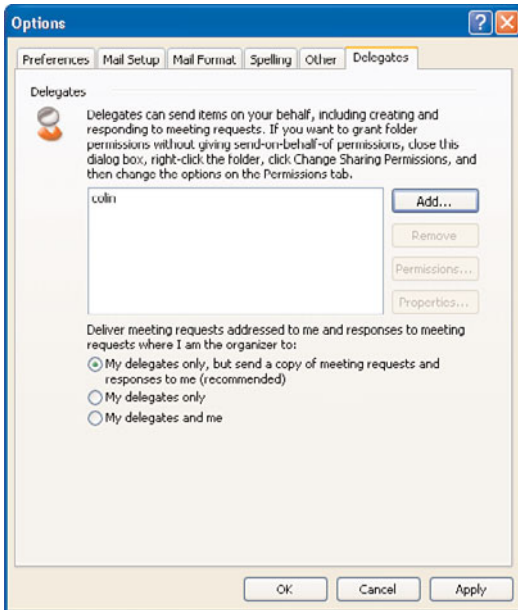 Options
Preferences Mail Setup Mail Format Spelling Other Delegates
Delegates
Delegates can send items on your behalf, including creating and
responding to meeting requests. If you want to grant folder
permissions without giving send-on-behalf-of permissions, close this
dialog box, right-click the folder, click Change Sharing Permissions, and
then change the options on the Permissions tab.
colin
Add...
Remove
Permissions...
Properties...
Deliver meeting requests addressed to me and responses to meeting
requests where I am the organizer to:
My delegates only, but send a copy of meeting requests and
responses to me (recommended)
My delegates only
My delegates and me
OK Cancel Apply